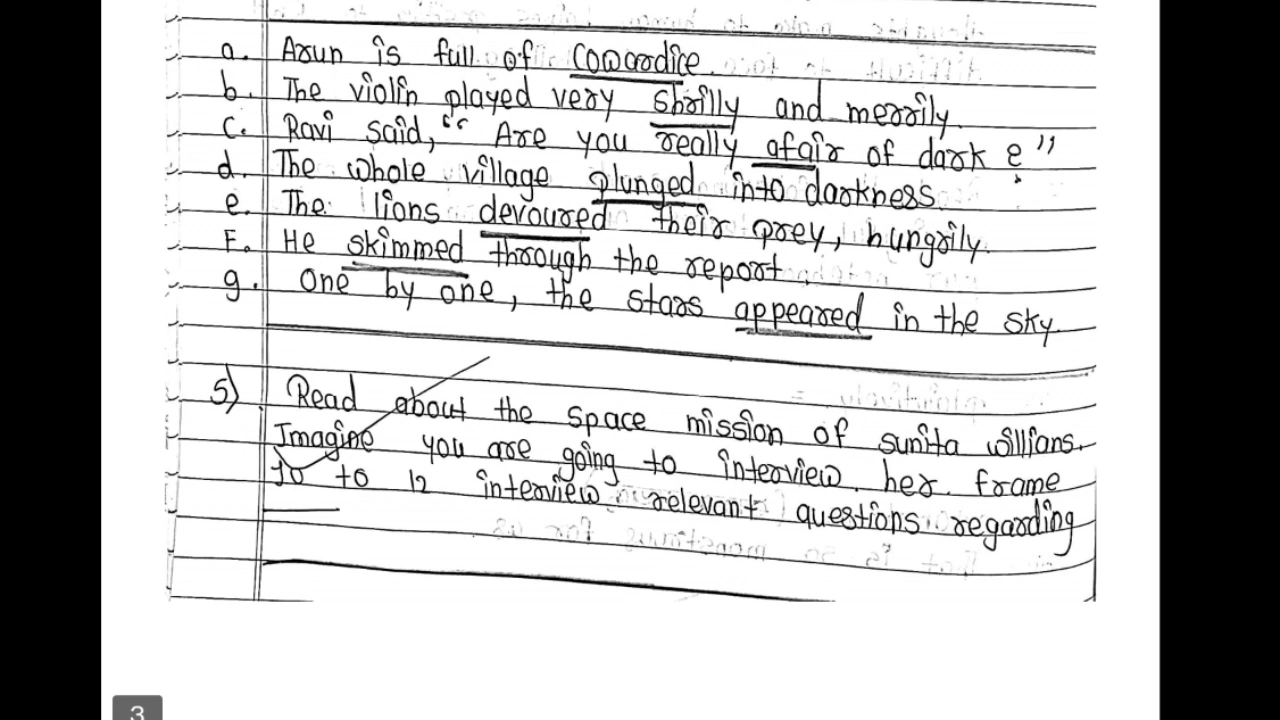 a. Arun is full of cowardice.
b. The violin played very shrilly and merrily.
c. Ravi said, "Are you really afair of dark?"
d. The whole village plunged into darkness.
e. The lions devoured their prey, hungrily.
F. He skimmed through the report.
g. One by one, the stars appeared in the sky.
5) Read about the space mission of sunita willians.
Imagine you are going to interview her. frame
10 to 12 interview relevant questions regarding
3